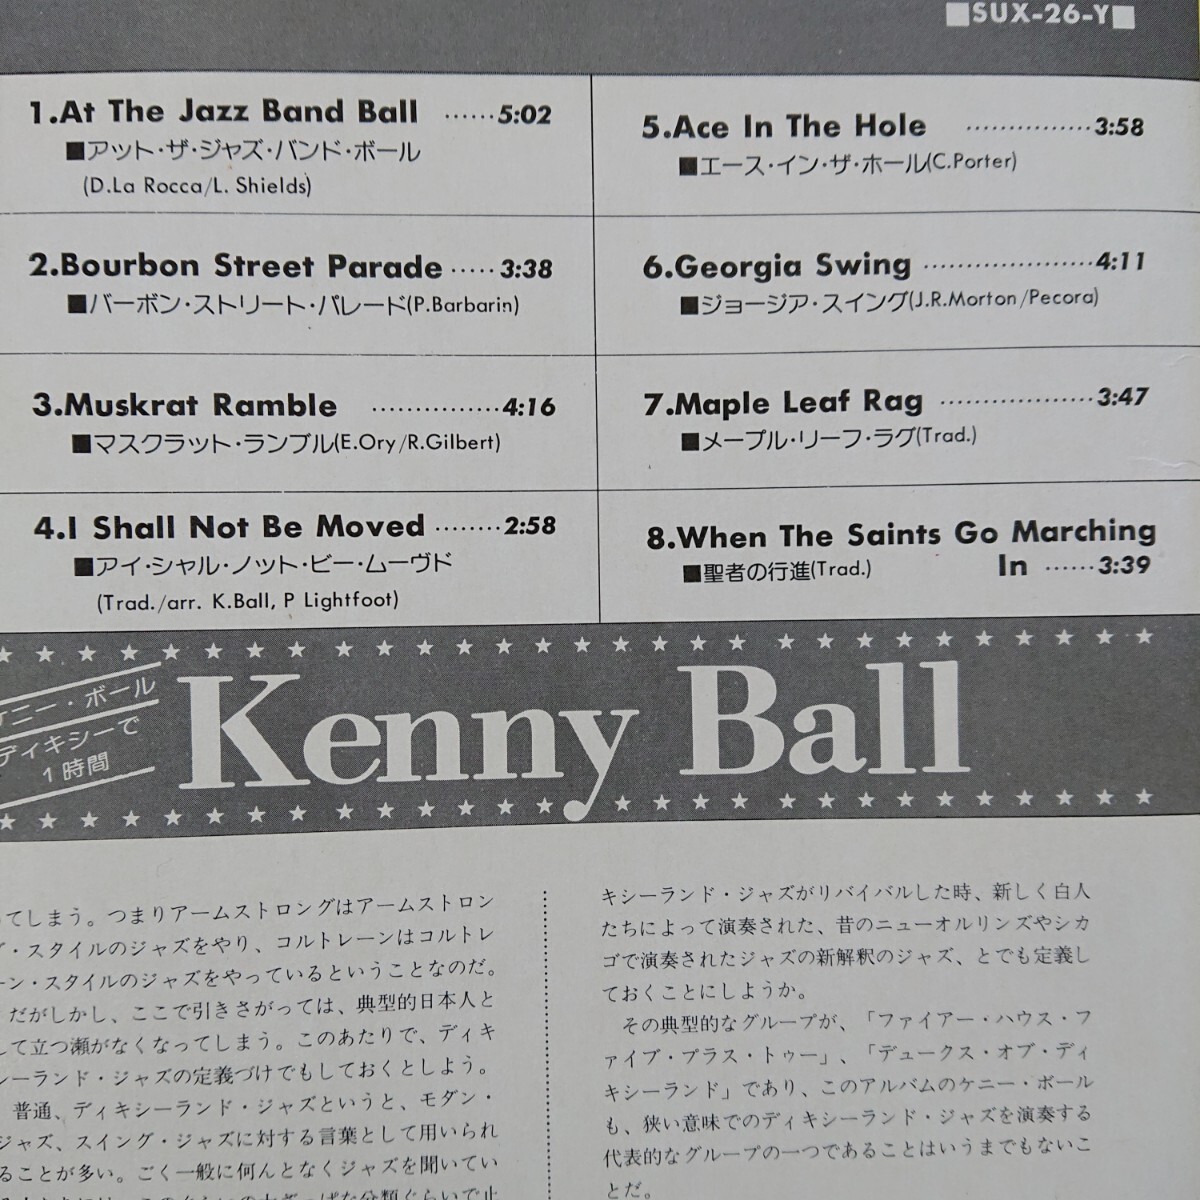 ■SUX-26-Y■
1.At The Jazz Band Ball ······5:02
■アット・ザ・ジャズ・バンド・ボール
(D.La Rocca/L. Shields)
2.Bourbon Street Parade ·····3:38
■バーボン・ストリート・パレード(P.Barbarin)
3.Muskrat Ramble ···············4:16
■マスクラット・ランブル(E.Ory/R.Gilbert)
4.I Shall Not Be Moved ········2:58
■アイ・シャル・ノット・ビー・ムーヴド
(Trad./arr. K.Ball, P Lightfoot)
5.Ace In The Hole ···············3:58
■エース・イン・ザ・ホール(C.Porter)
6.Georgia Swing ····················4:11
■ジョージア・スイング(J.R.Morton/Pecora)
7.Maple Leaf Rag ··················3:47
■メープル・リーフ・ラグ(Trad.)
8.When The Saints Go Marching
In ······3:39
■聖者の行進(Trad.)
ケニー・ボール
ディキシーで
1時間
Kenny Ball
ってしまう。つまりアームストロングはアームストロン
グ・スタイルのジャズをやり、コルトレーンはコルトレ
ーン・スタイルのジャズをやっているということなのだ。
だがしかし、ここで引きさがっては、典型的日本人と
して立つ瀬がなくなってしまう。このあたりで、ディキ
シーランド・ジャズの定義づけでもしておくとしよう。
普通、ディキシーランド・ジャズというと、モダン・
ジャズ、スイング・ジャズに対する言葉として用いられ
ることが多い。ごく一般に何んとなくジャズを聞いてい
キシーランド・ジャズがリバイバルした時、新しく白人
たちによって演奏された、昔のニューオルリンズやシカ
ゴで演奏されたジャズの新解釈のジャズ、とでも定義し
ておくことにしようか。
その典型的なグループが、「ファイアー・ハウス・フ
ァイブ・プラス・トゥー」、「デュークス・オブ・ディ
キシーランド」であり、このアルバムのケニー・ボール
も、狭い意味でのディキシーランド・ジャズを演奏する
代表的なグループの一つであることはいうまでもないこ
とだ。